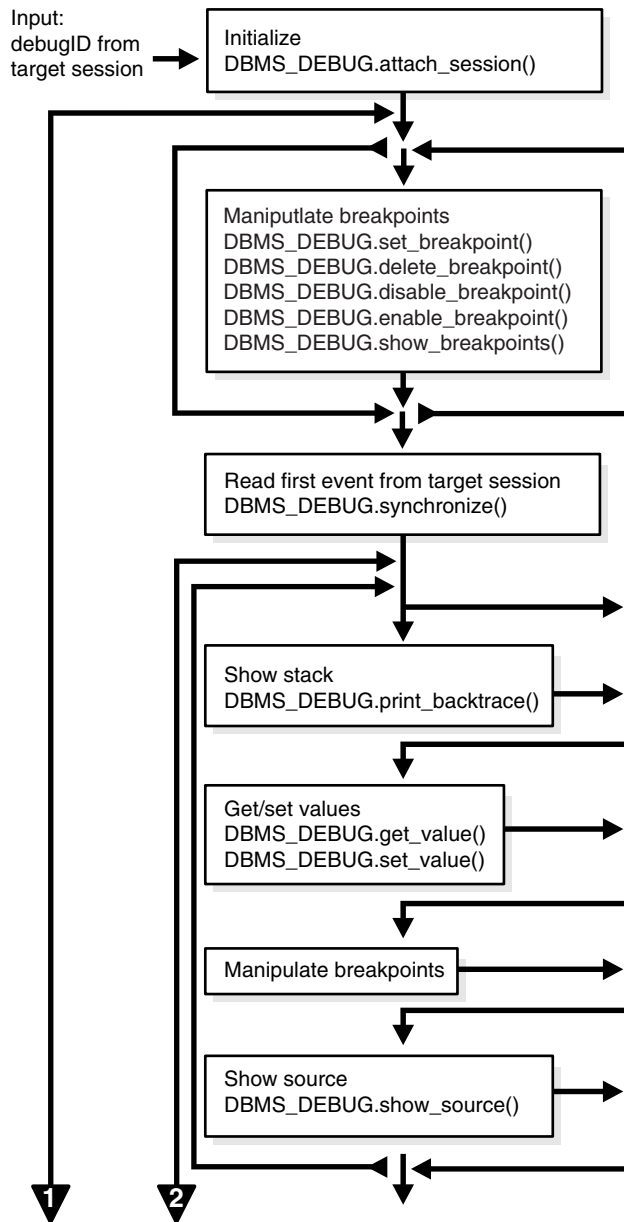 Input:
debugID from
target session
Initialize
DBMS_DEBUG.attach_session()
Maniputlate breakpoints
DBMS_DEBUG.set_breakpoint()
DBMS_DEBUG.delete_breakpoint()
DBMS_DEBUG.disable_breakpoint()
DBMS_DEBUG.enable_breakpoint()
DBMS_DEBUG.show_breakpoints()
Read first event from target session
DBMS_DEBUG.synchronize()
Show stack
DBMS_DEBUG.print_backtrace()
Get/set values
DBMS_DEBUG.get_value()
DBMS_DEBUG.set_value()
Manipulate breakpoints
Show source
DBMS_DEBUG.show_source()
1
2